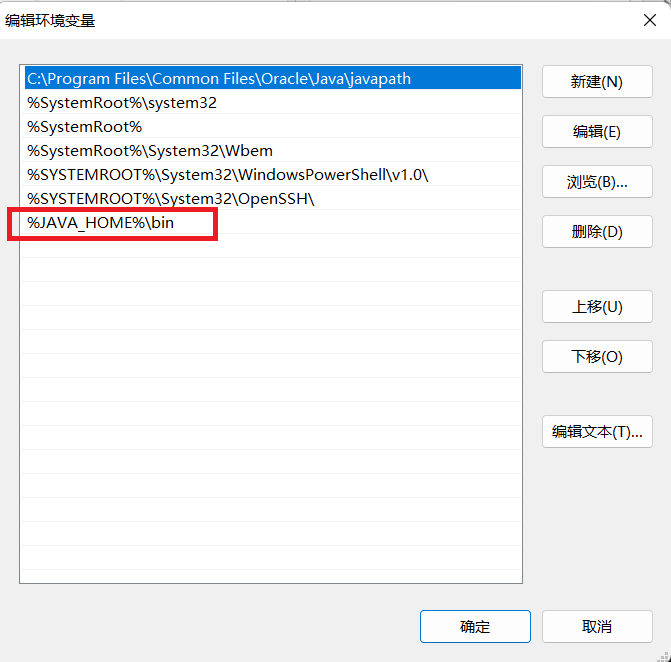 编辑环境变量
C:\Program Files\Common Files\Oracle\Java\javapath
%SystemRoot%\system32
%SystemRoot%
%SystemRoot%\System32\Wbem
%SYSTEMROOT%\System32\WindowsPowerShell\v1.0\
%SYSTEMROOT%\System32\OpenSSH\
%JAVA_HOME%\bin
新建(N)
编辑(E)
浏览(B)...
删除(D)
上移(U)
下移(O)
编辑文本(T)...
确定
取消